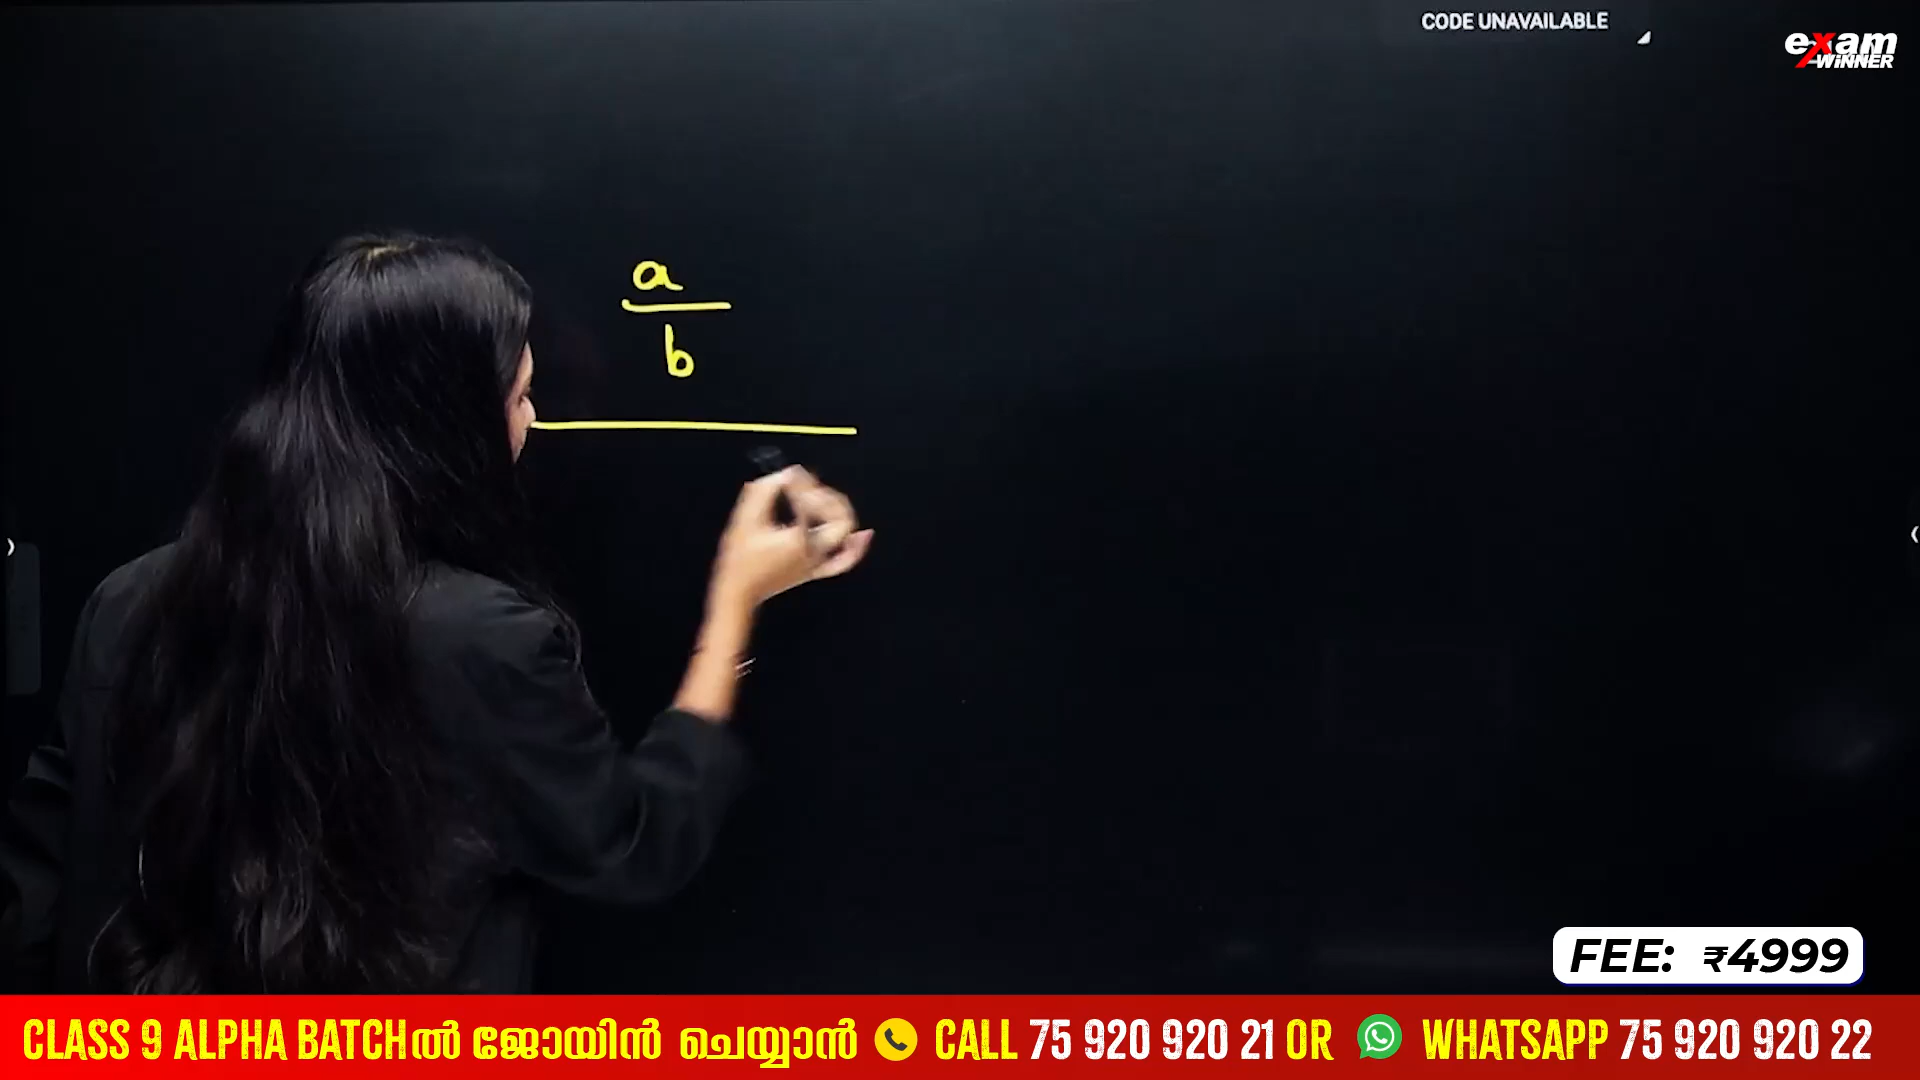 CODE UNAVAILABLE
exam
WINNER
a
b
FEE: ₹4999
CLASS 9 ALPHA BATCHൽ ജോയിൻ ചെയ്യാൻ CALL 75 920 920 21 OR WHATSAPP 75 920 920 22